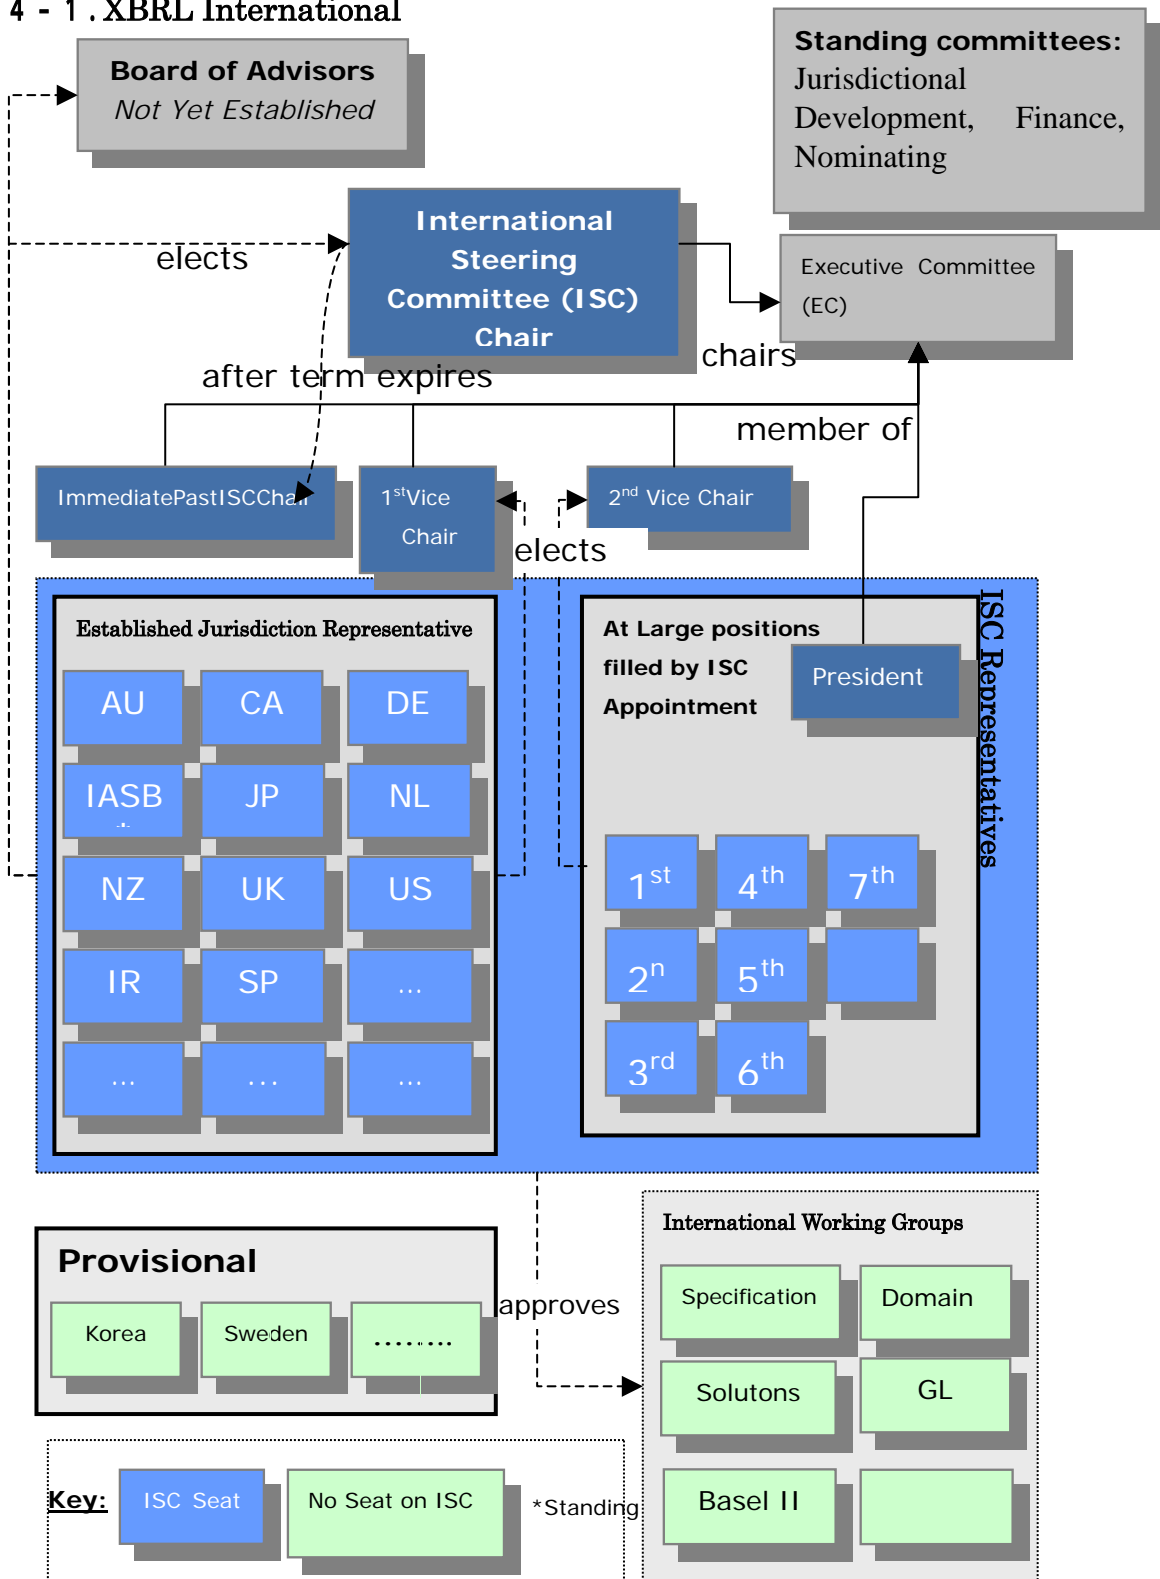 4-1.XBRL International
Board of Advisors
Not Yet Established
Standing committees:
Jurisdictional
Development, Finance,
Nominating
International
Steering
Committee (ISC)
Chair
elects
Executive Committee
(EC)
chairs
after term expires
member of
ImmediatePastISCChair
1st Vice
Chair
2nd Vice Chair
elects
ISC Representatives
Established Jurisdiction Representative
AU
CA
DE
IASB
*
JP
NL
NZ
UK
US
IR
SP
...
...
...
...
At Large positions
filled by ISC
Appointment
President
1st
4th
7th
2n
5th
3rd
6th
Provisional
Korea
Sweden
.........
approves
International Working Groups
Specification
Domain
Solutons
GL
Basel II
Key:
ISC Seat
No Seat on ISC
*Standing